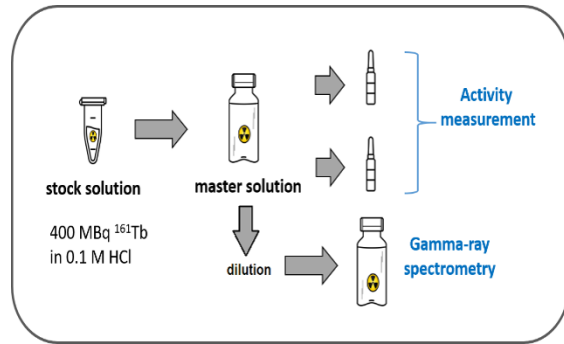 stock solution
400 MBq ¹⁶¹Tb
in 0.1 M HCl
master solution
dilution
Activity
measurement
Gamma-ray
spectrometry